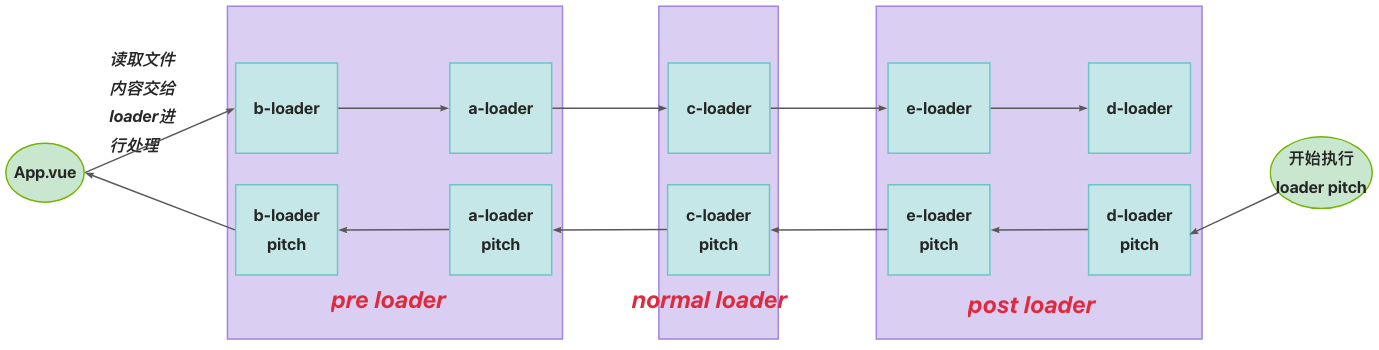 读取文件
内容交给
loader进
行处理
App.vue
b-loader
a-loader
c-loader
e-loader
d-loader
开始执行
loader pitch
b-loader
pitch
a-loader
pitch
c-loader
pitch
e-loader
pitch
d-loader
pitch
pre loader
normal loader
post loader